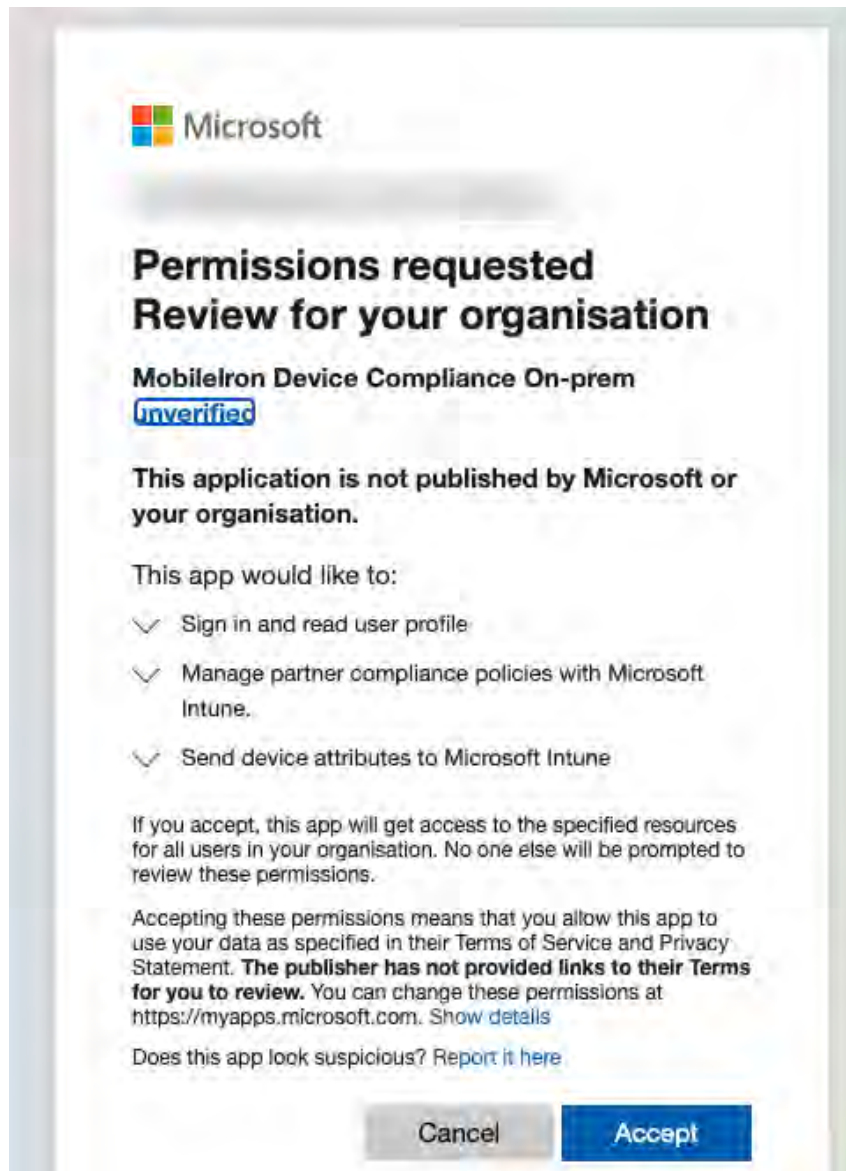 Microsoft
Permissions requested
Review for your organisation
MobileIron Device Compliance On-prem
unverified
This application is not published by Microsoft or
your organisation.
This app would like to:
Sign in and read user profile
Manage partner compliance policies with Microsoft
Intune.
Send device attributes to Microsoft Intune
If you accept, this app will get access to the specified resources
for all users in your organisation. No one else will be prompted to
review these permissions.
Accepting these permissions means that you allow this app to
use your data as specified in their Terms of Service and Privacy
Statement. The publisher has not provided links to their Terms
for you to review. You can change these permissions at
https://myapps.microsoft.com. Show details
Does this app look suspicious? Report it here
Cancel Accept